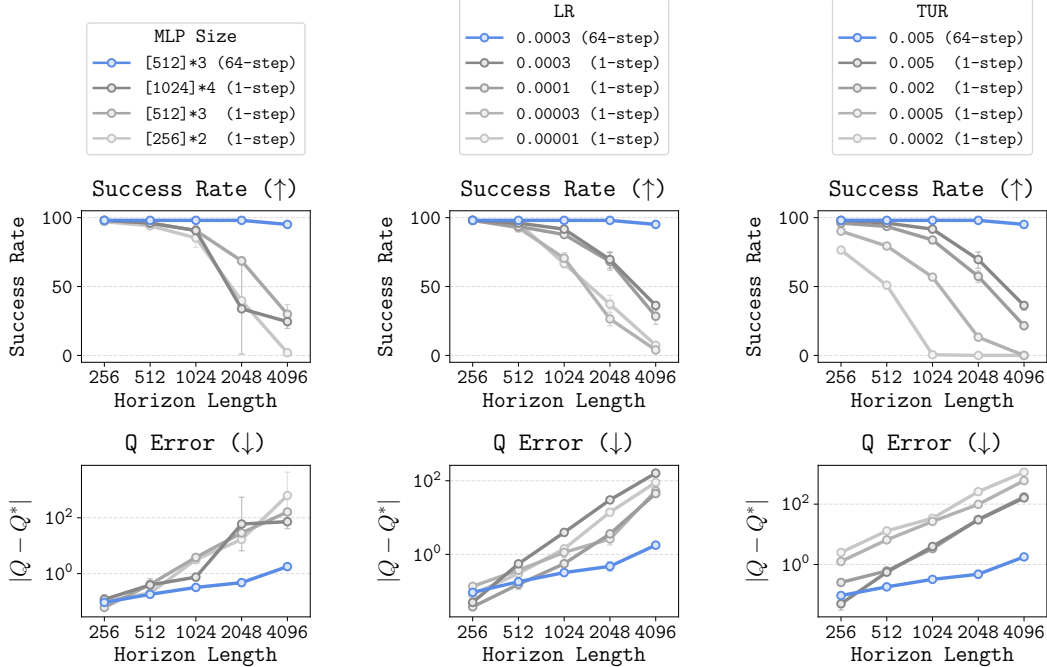 MLP Size
[512]*3 (64-step)
[1024]*4 (1-step)
[512]*3 (1-step)
[256]*2 (1-step)
LR
0.0003 (64-step)
0.0003 (1-step)
0.0001 (1-step)
0.00003 (1-step)
0.00001 (1-step)
TUR
0.005 (64-step)
0.005 (1-step)
0.002 (1-step)
0.0005 (1-step)
0.0002 (1-step)
Success Rate (↑)
Success Rate
100
50
0
256 512 1024 2048 4096
Horizon Length
Success Rate (↑)
Success Rate
100
50
0
256 512 1024 2048 4096
Horizon Length
Success Rate (↑)
Success Rate
100
50
0
256 512 1024 2048 4096
Horizon Length
Q Error (↓)
|Q − Q*|
10²
10⁰
256 512 1024 2048 4096
Horizon Length
Q Error (↓)
|Q − Q*|
10²
10⁰
256 512 1024 2048 4096
Horizon Length
Q Error (↓)
|Q − Q*|
10²
10⁰
256 512 1024 2048 4096
Horizon Length